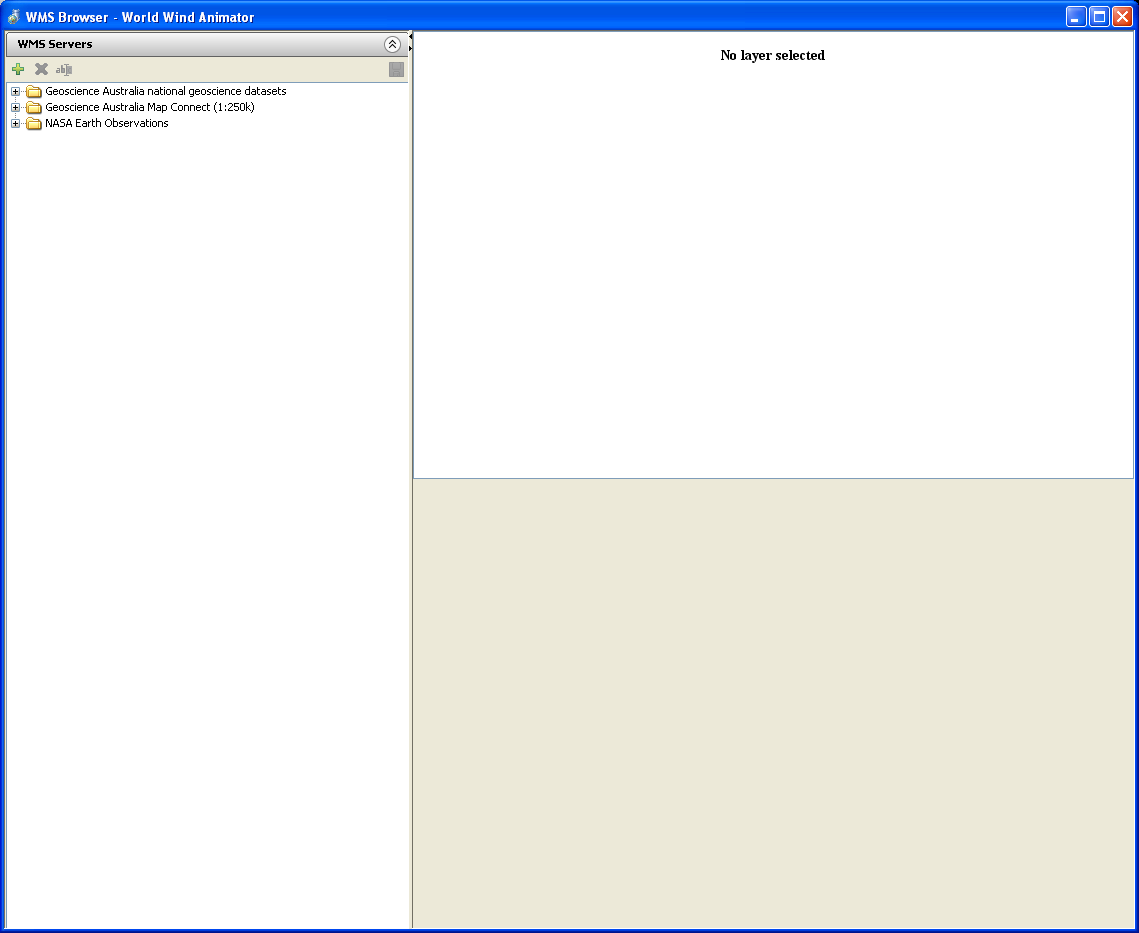 WMS Browser - World Wind Animator
WMS Servers
No layer selected
Geoscience Australia national geoscience datasets
Geoscience Australia Map Connect (1:250k)
NASA Earth Observations